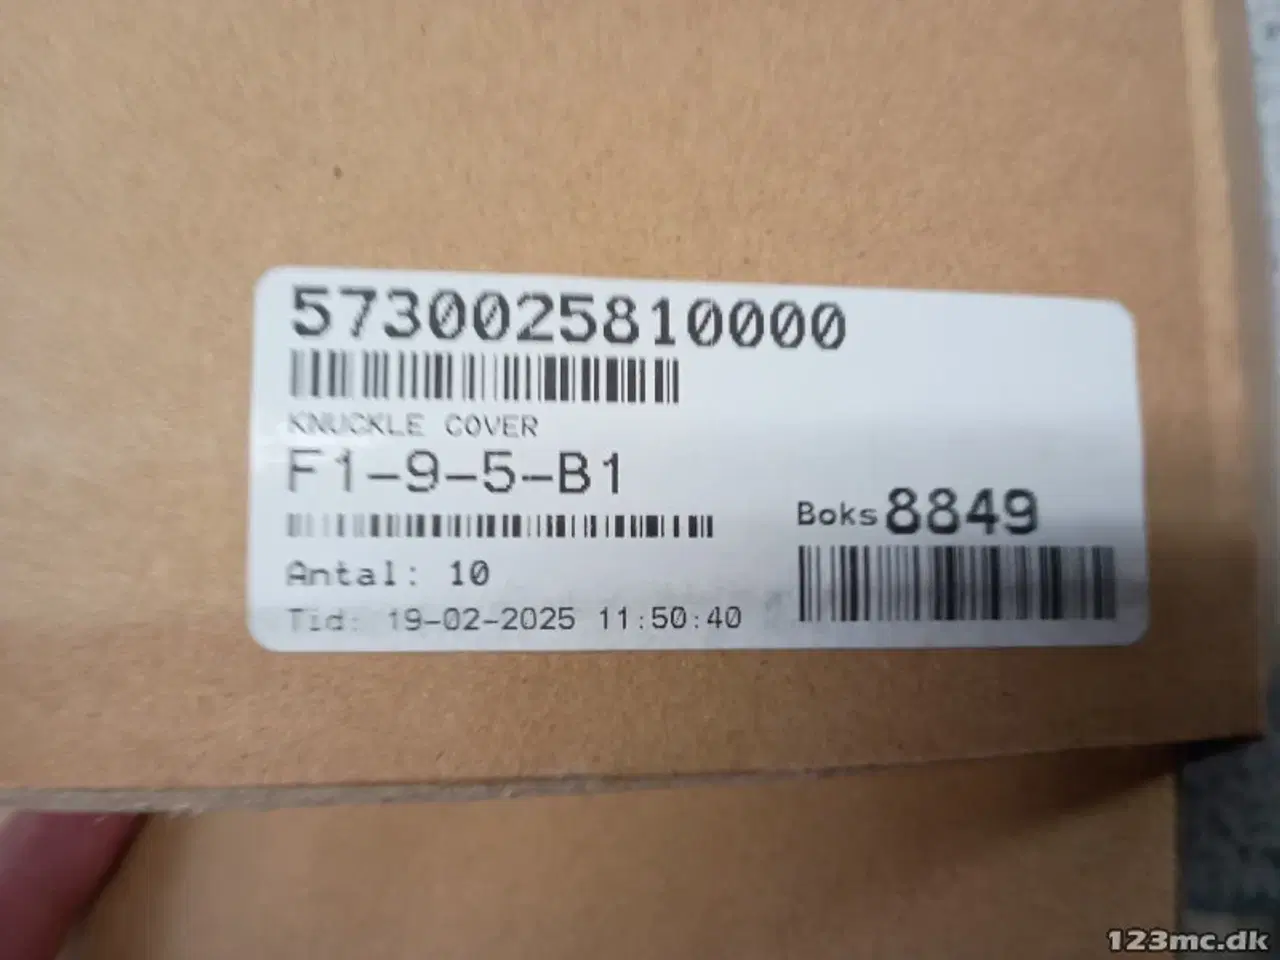 5730025810000
KNUCKLE COVER
F1-9-5-B1
Boks 8849
Antal: 10
Tid: 19-02-2025 11:50:40
123mc.dk